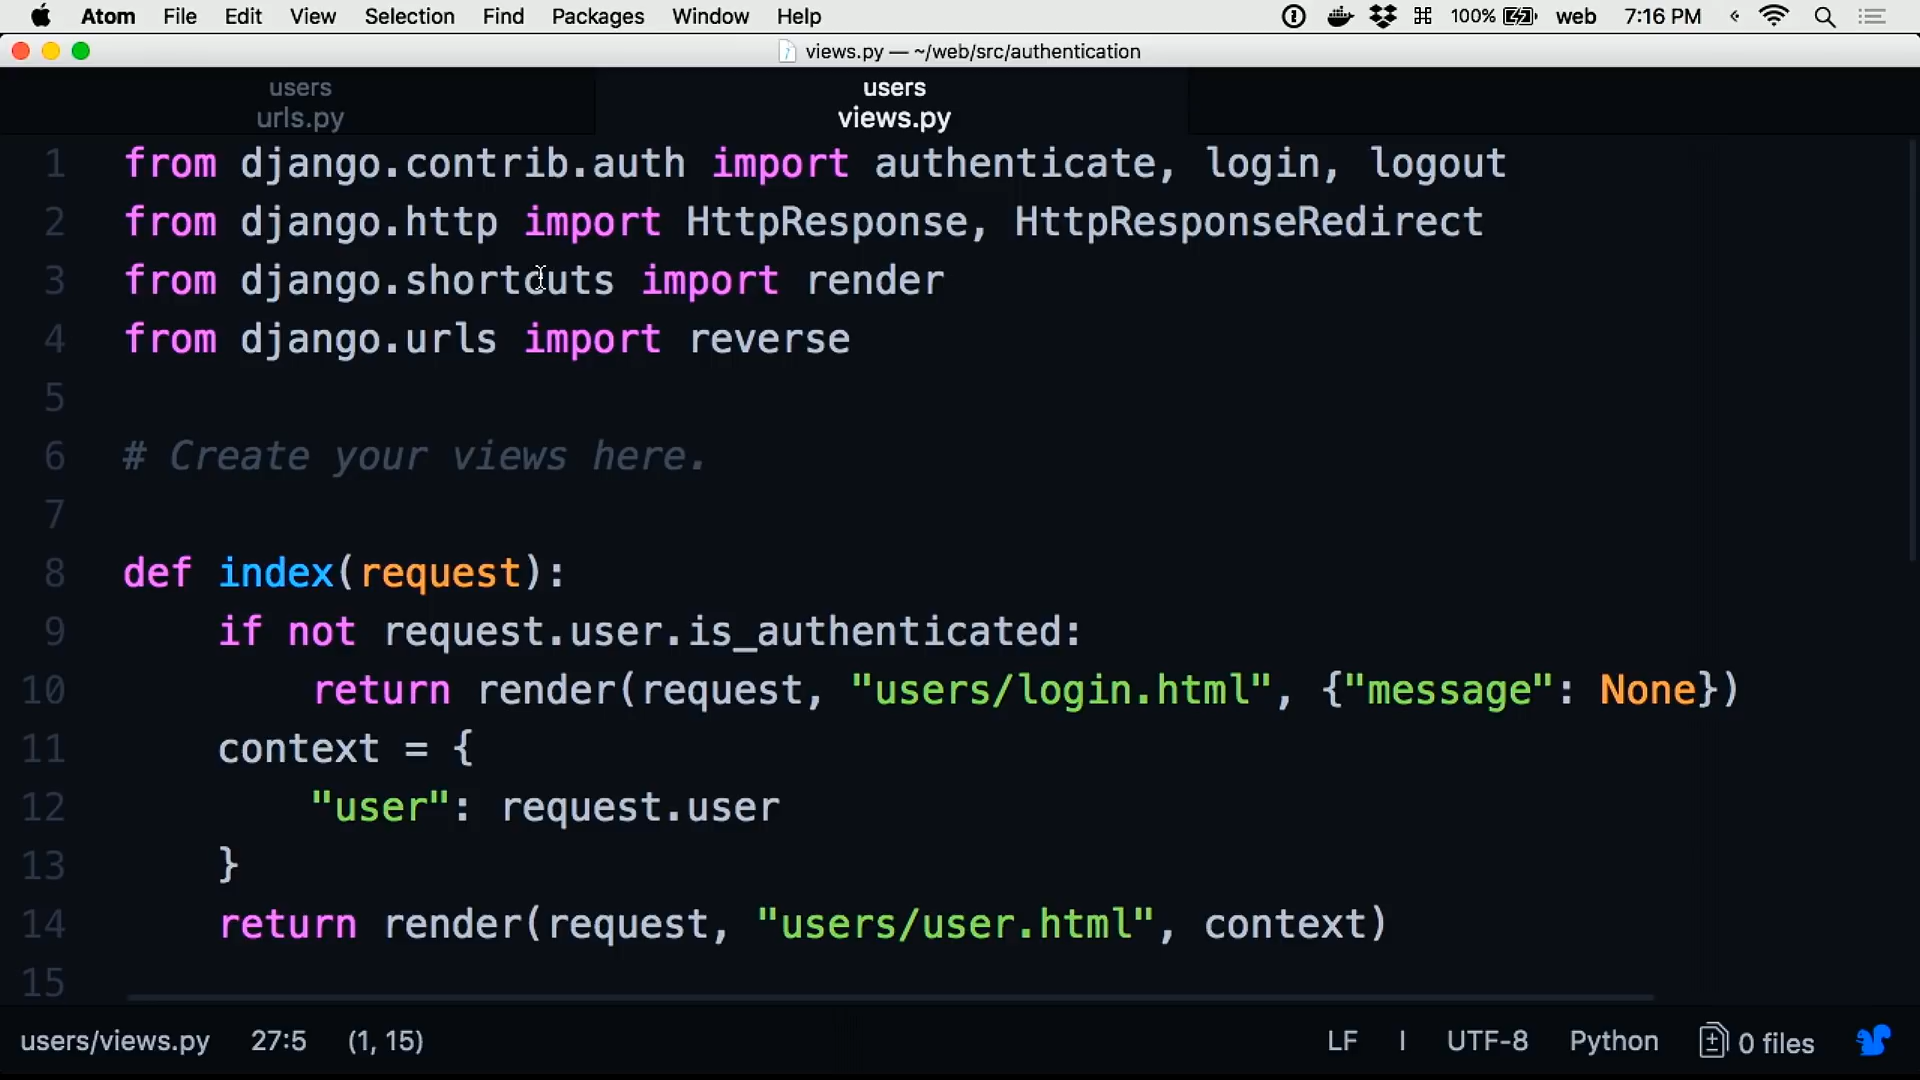 Atom File Edit View Selection Find Packages Window Help 100% web 7:16 PM
views.py — ~/web/src/authentication
users
urls.py
users
views.py
1 from django.contrib.auth import authenticate, login, logout
2 from django.http import HttpResponse, HttpResponseRedirect
3 from django.shortcuts import render
4 from django.urls import reverse
5
6 # Create your views here.
7
8 def index(request):
9 if not request.user.is_authenticated:
10 return render(request, "users/login.html", {"message": None})
11 context = {
12 "user": request.user
13 }
14 return render(request, "users/user.html", context)
15
users/views.py 27:5 (1, 15) LF I UTF-8 Python 0 files